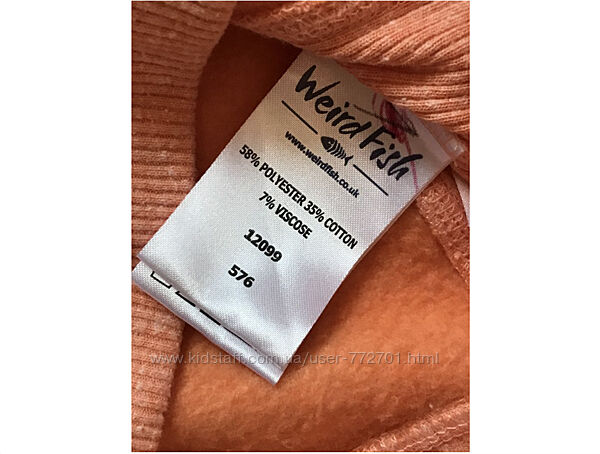 Weird Fish
www.weirdfish.co.uk
58% POLYESTER 35% COTTON
7% VISCOSE
12099
576
www.kidstaff.com.ua/user-772701.html